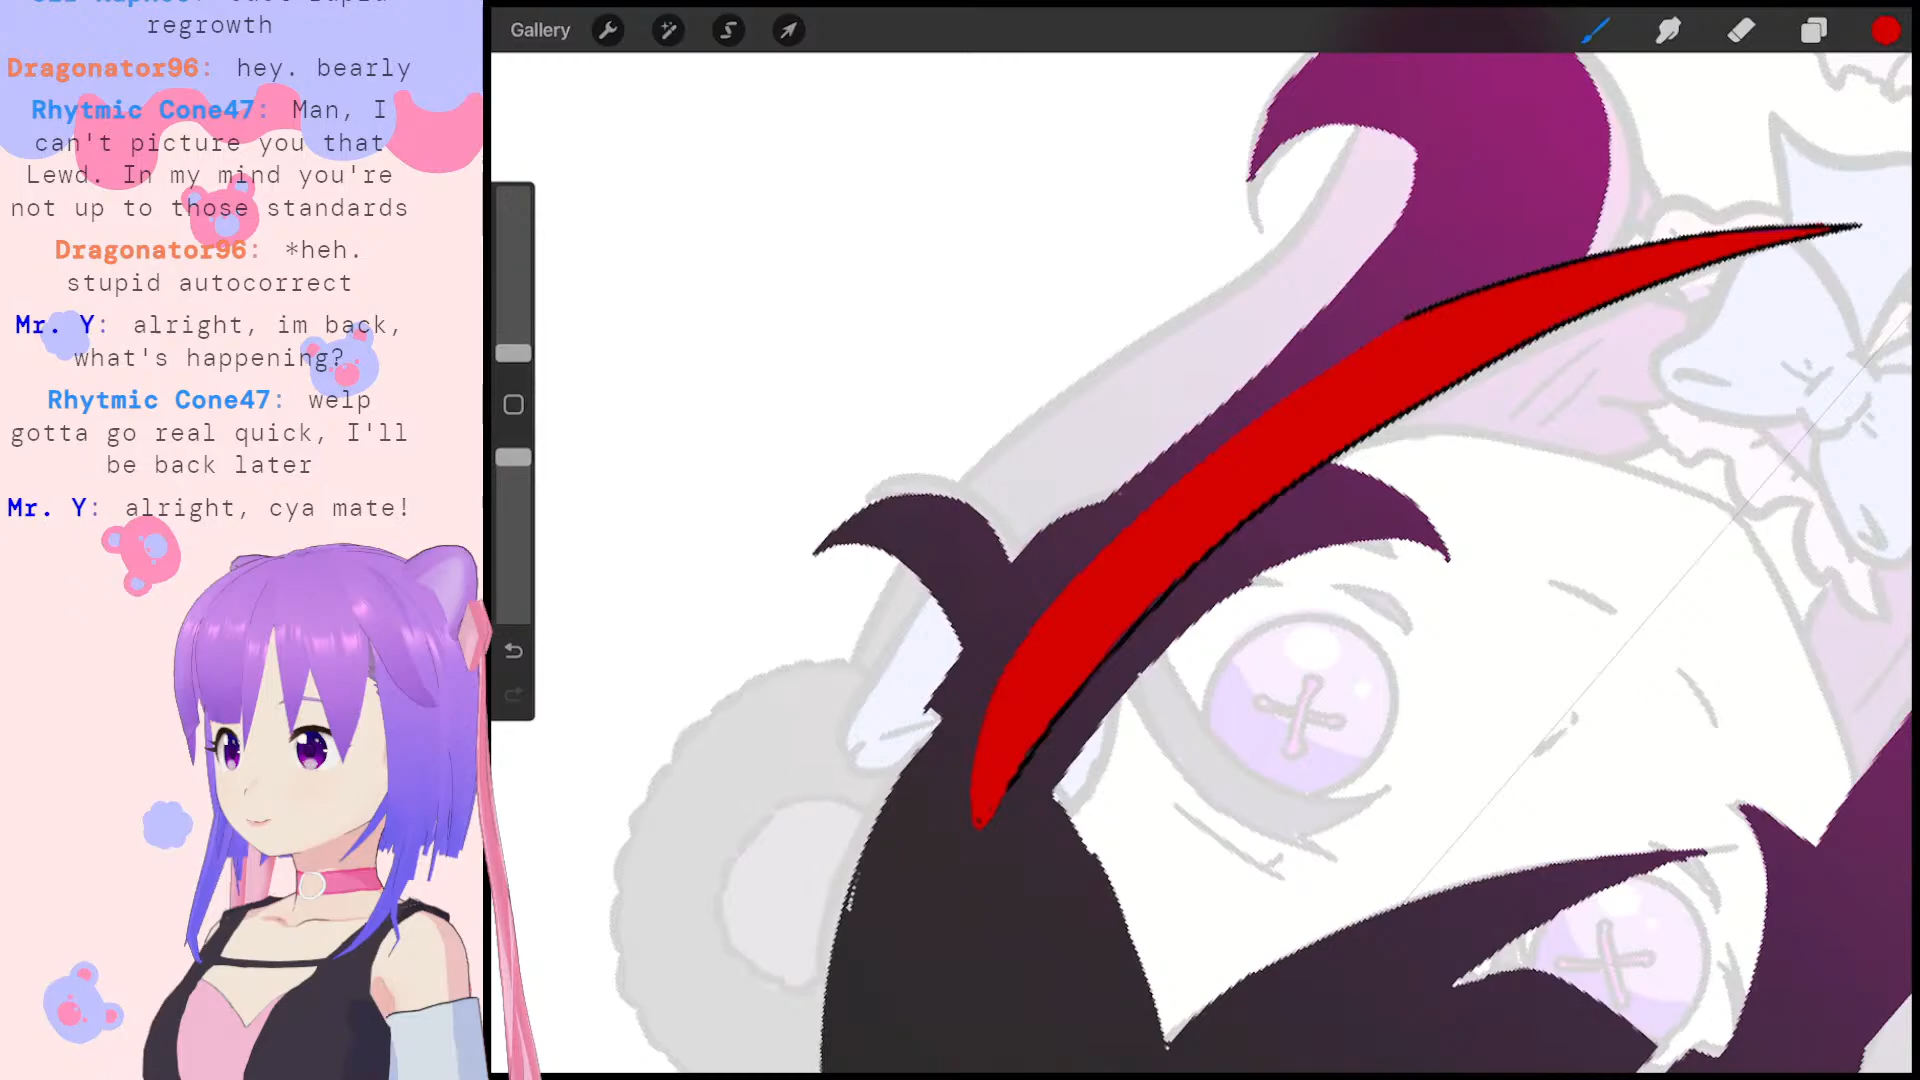 regrowth
Dragonator96: hey. bearly
Rhytmic Cone47: Man, I
can't picture you that
Lewd. In my mind you're
not up to those standards
Dragonator96: *heh.
stupid autocorrect
Mr. Y: alright, im back,
what's happening?
Rhytmic Cone47: welp
gotta go real quick, I'll
be back later
Mr. Y: alright, cya mate!
Gallery